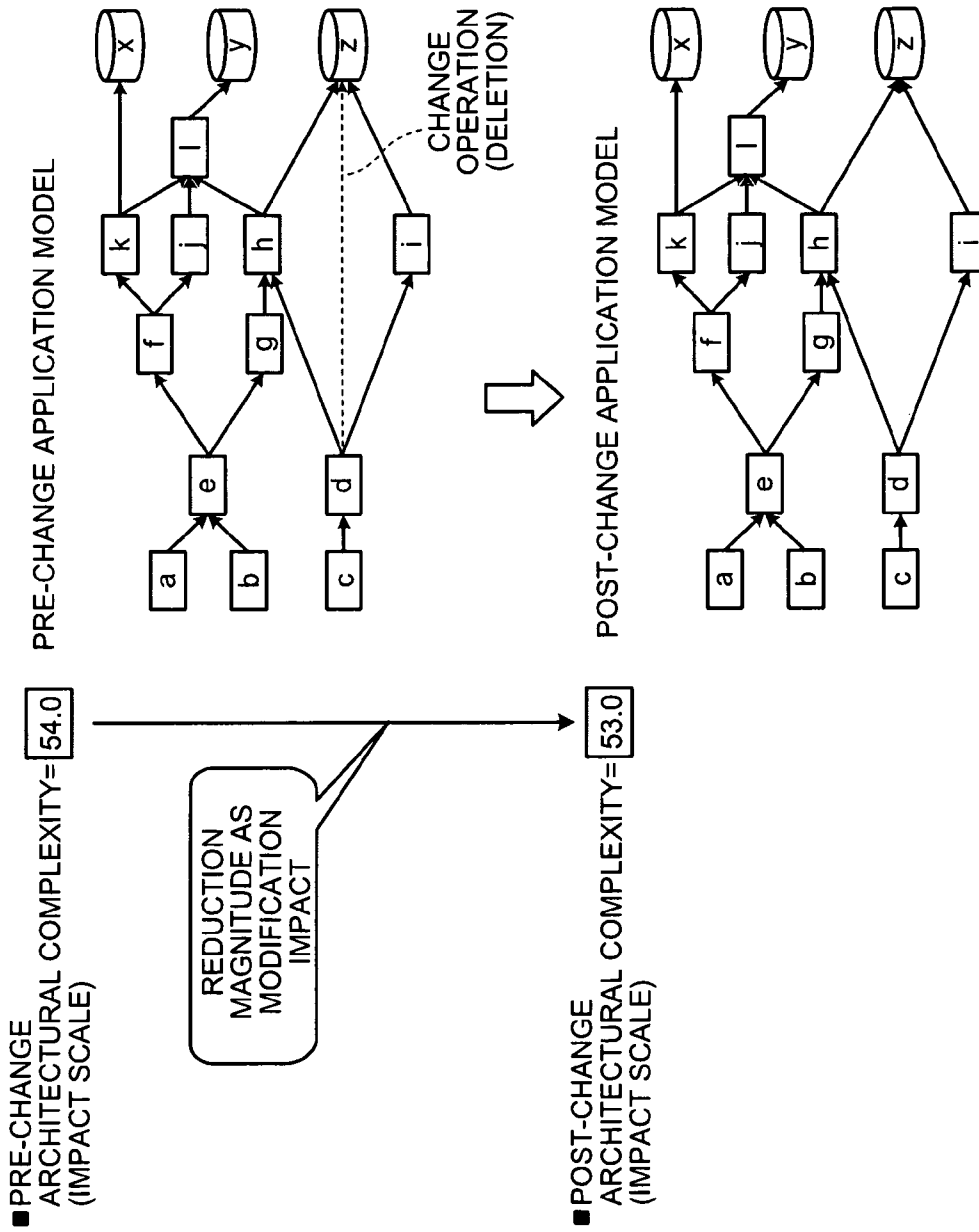 ■PRE-CHANGE
ARCHITECTURAL COMPLEXITY= 54.0
(IMPACT SCALE)
REDUCTION
MAGNITUDE AS
MODIFICATION
IMPACT
■POST-CHANGE
ARCHITECTURAL COMPLEXITY= 53.0
(IMPACT SCALE)
PRE-CHANGE APPLICATION MODEL
a
b
c
e
d
f
g
k
j
h
i
l
x
y
z
CHANGE
OPERATION
(DELETION)
POST-CHANGE APPLICATION MODEL
a
b
c
e
d
f
g
k
j
h
i
l
x
y
z